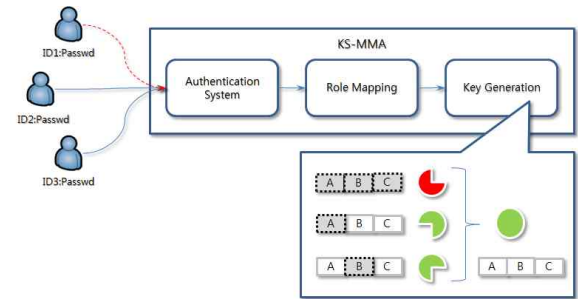 ID1:Passwd
KS-MMA
Authentication
System
Role Mapping
Key Generation
ID2:Passwd
ID3:Passwd
A B C
A B C
A B C
A B C